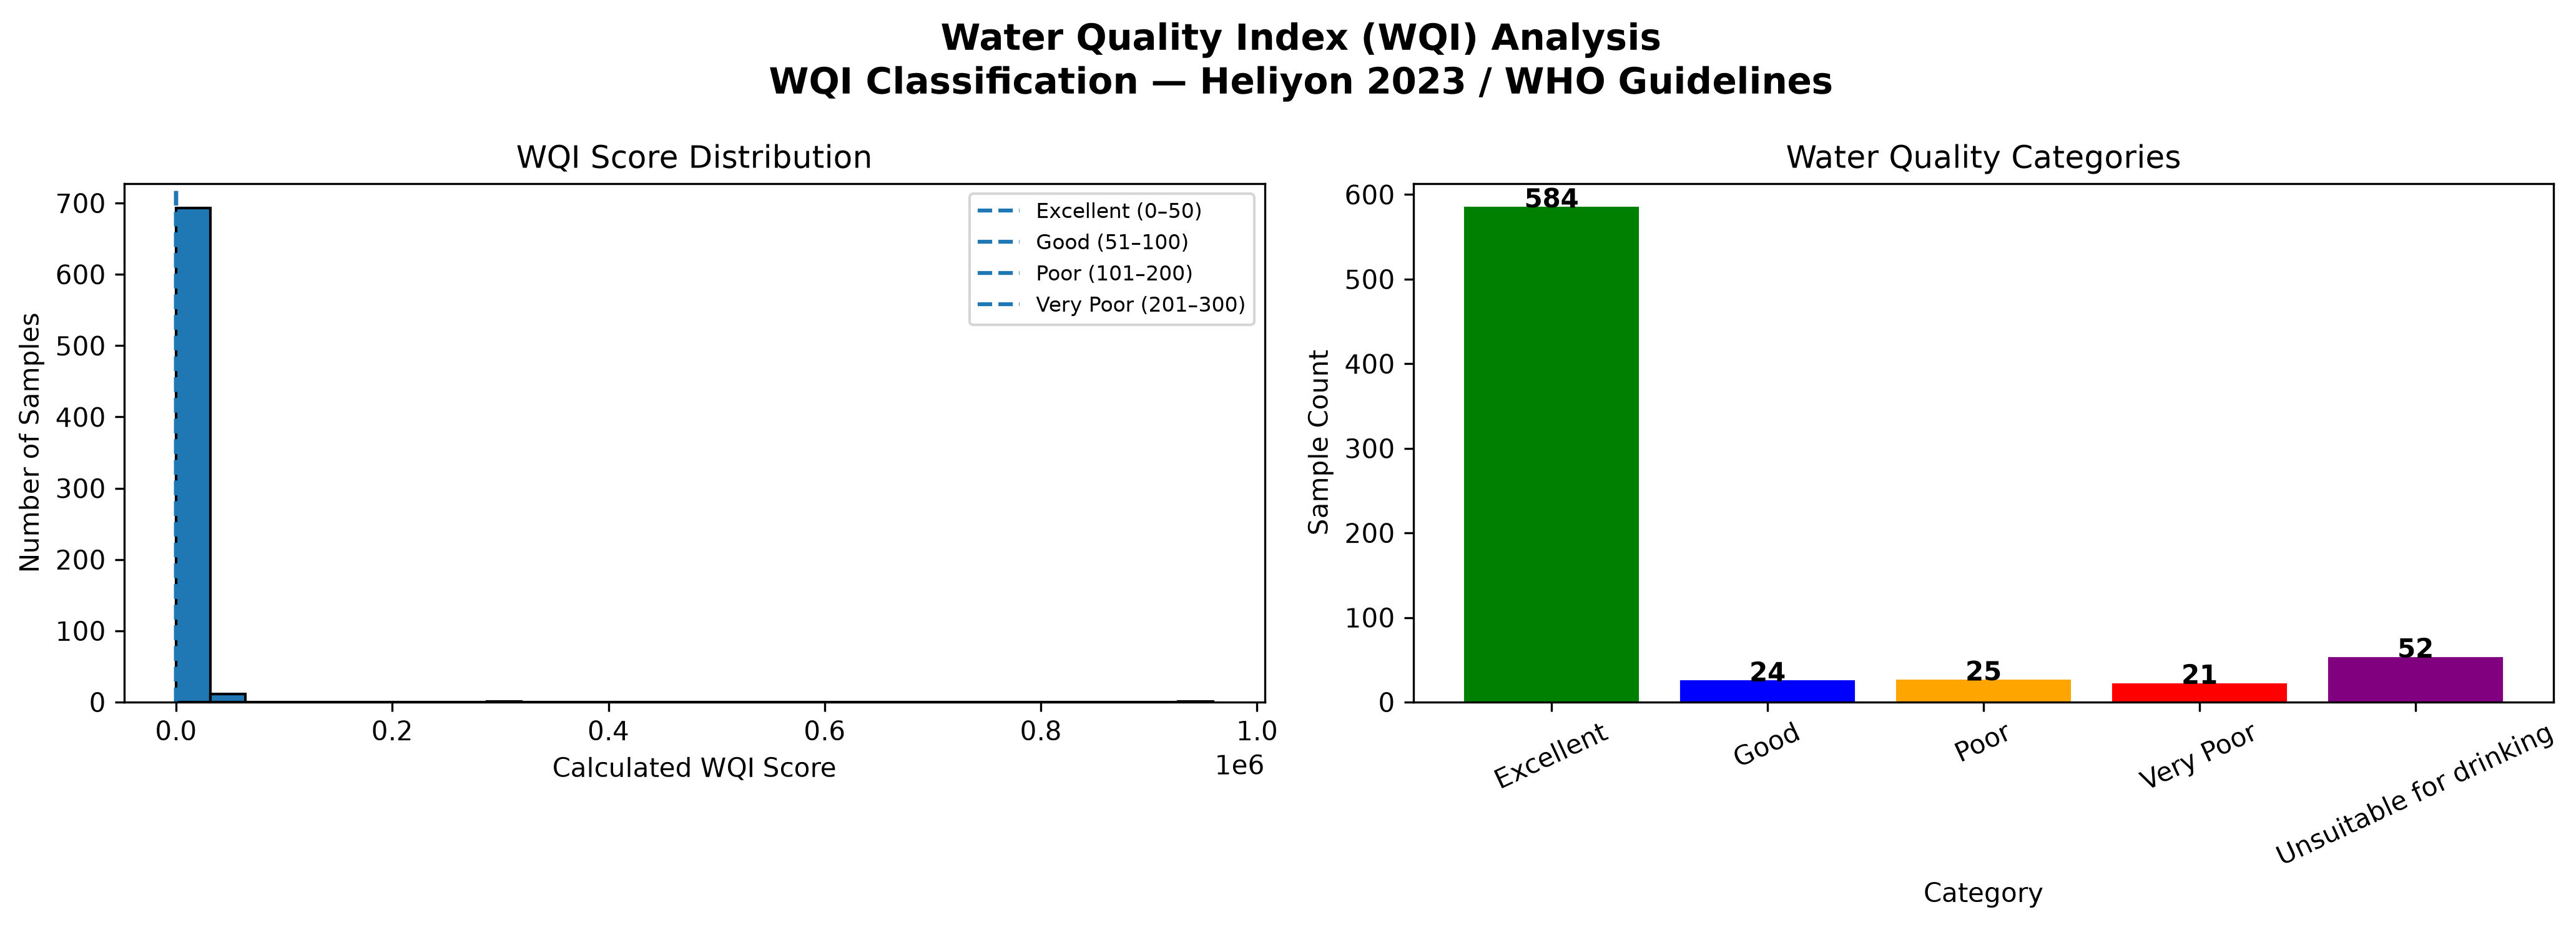 Water Quality Index (WQI) Analysis
WQI Classification — Heliyon 2023 / WHO Guidelines
WQI Score Distribution
Number of Samples
700
600
500
400
300
200
100
0
Excellent (0–50)
Good (51–100)
Poor (101–200)
Very Poor (201–300)
0.0
0.2
0.4
0.6
0.8
1.0
1e6
Calculated WQI Score
Water Quality Categories
Sample Count
600
500
400
300
200
100
0
584
24
25
21
52
Excellent
Good
Poor
Very Poor
Unsuitable for drinking
Category